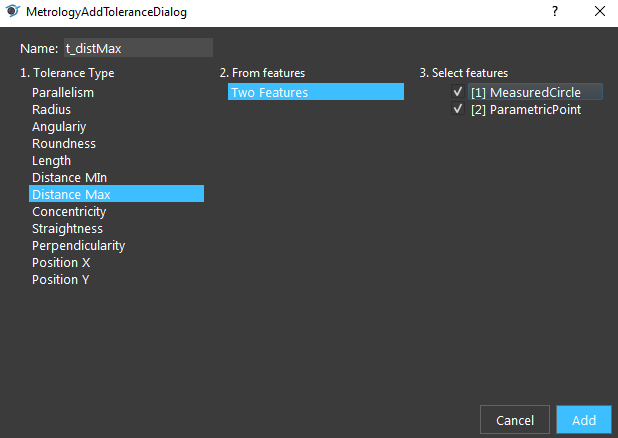 MetrologyAddToleranceDialog
?
Name: t_distMax
1. Tolerance Type
Parallelism
Radius
Angulariy
Roundness
Length
Distance MIn
Distance Max
Concentricity
Straightness
Perpendicularity
Position X
Position Y
2. From features
Two Features
3. Select features
[1] MeasuredCircle
[2] ParametricPoint
Cancel
Add